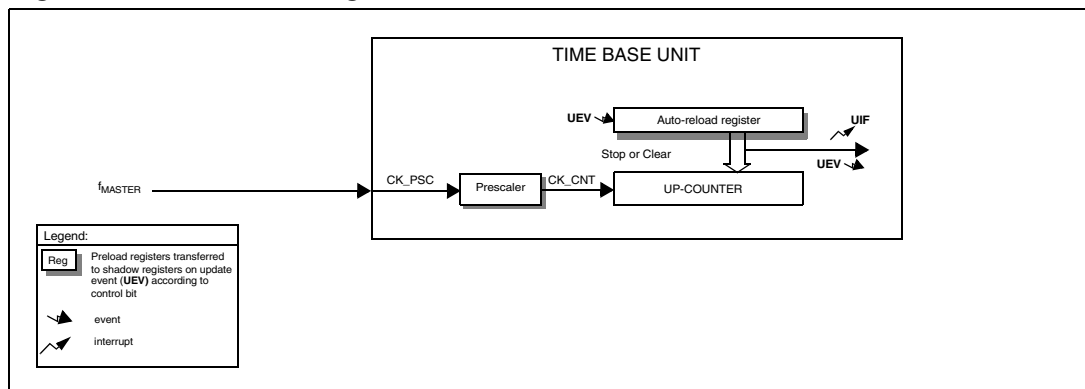 TIME BASE UNIT
UEV
Auto-reload register
UIF
Stop or Clear
UEV
fMASTER
CK_PSC
Prescaler
CK_CNT
UP-COUNTER
Legend:
Reg
Preload registers transferred
to shadow registers on update
event (UEV) according to
control bit
event
interrupt